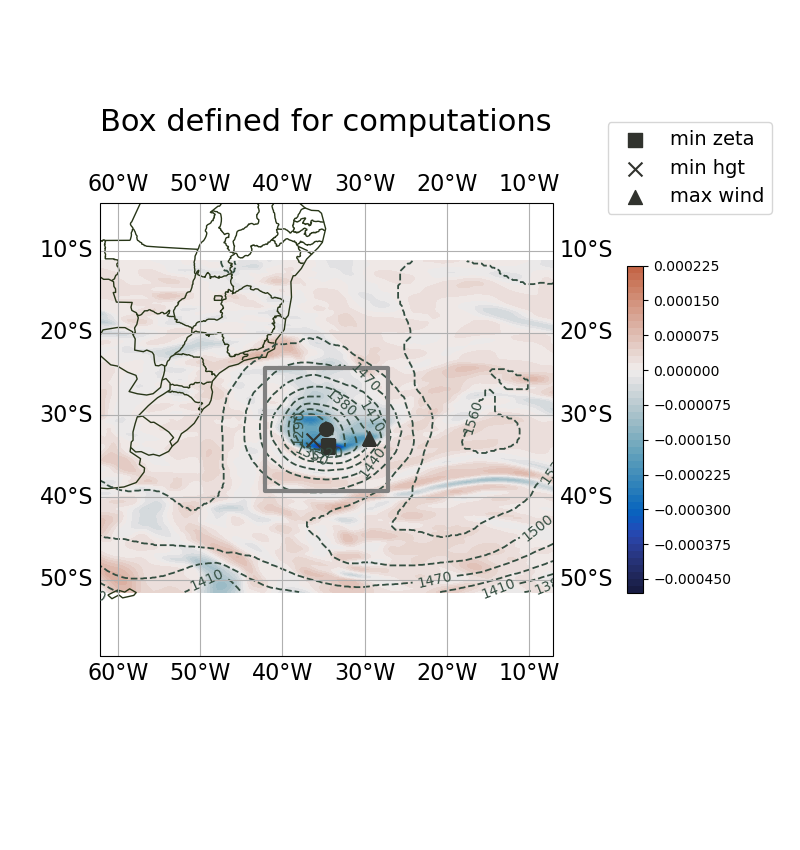 Box defined for computations
min zeta
min hgt
max wind
60°W 50°W 40°W 30°W 20°W 10°W
10°S 10°S
20°S 20°S
30°S 30°S
40°S 40°S
50°S 50°S
60°W 50°W 40°W 30°W 20°W 10°W
0.000225
0.000150
0.000075
0.000000
−0.000075
−0.000150
−0.000225
−0.000300
−0.000375
−0.000450
1470
1380
1410
1560
1440
1500
1410
1470
1410